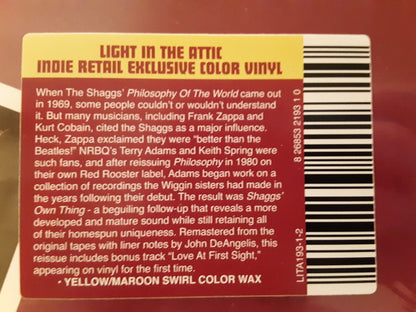 LIGHT IN THE ATTIC
INDIE RETAIL EXCLUSIVE COLOR VINYL
When The Shaggs' Philosophy Of The World came out
in 1969, some people couldn't or wouldn't understand
it. But many musicians, including Frank Zappa and
Kurt Cobain, cited the Shaggs as a major influence.
Heck, Zappa exclaimed they were "better than the
Beatles!" NRBQ's Terry Adams and Keith Spring were
such fans, and after reissuing Philosophy in 1980 on
their own Red Rooster label, Adams began work on a
collection of recordings the Wiggin sisters had made in
the years following their debut. The result was Shaggs'
Own Thing - a beguiling follow-up that reveals a more
developed and mature sound while still retaining all
of their homespun uniqueness. Remastered from the
original tapes with liner notes by John DeAngelis, this
reissue includes bonus track "Love At First Sight,"
appearing on vinyl for the first time.
· YELLOW/MAROON SWIRL COLOR WAX
8 26853 2193 1 0
LITA193-1-2